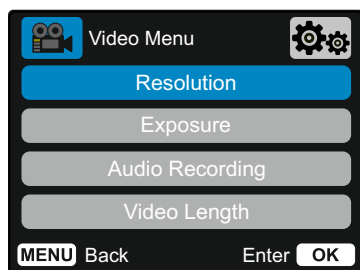 Video Menu
Resolution
Exposure
Audio Recording
Video Length
MENU Back Enter OK